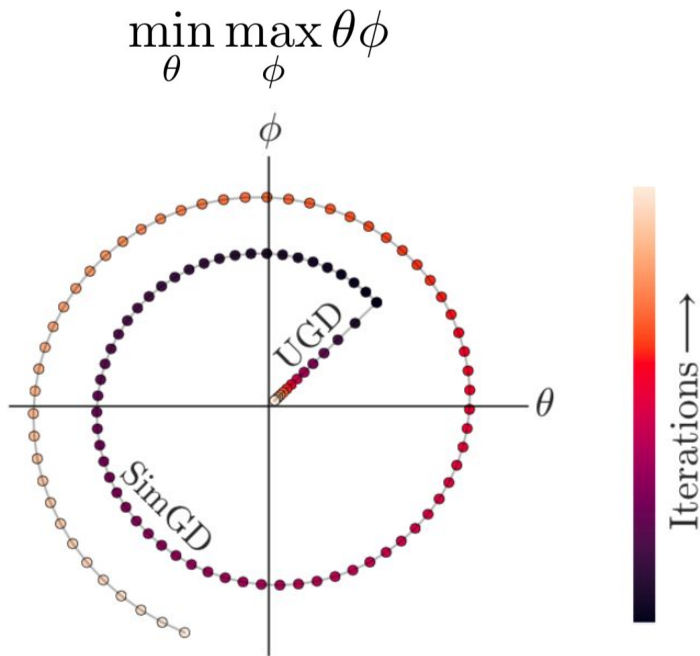 min max θϕ
θ ϕ
ϕ
UGD
θ
SimGD
Iterations →